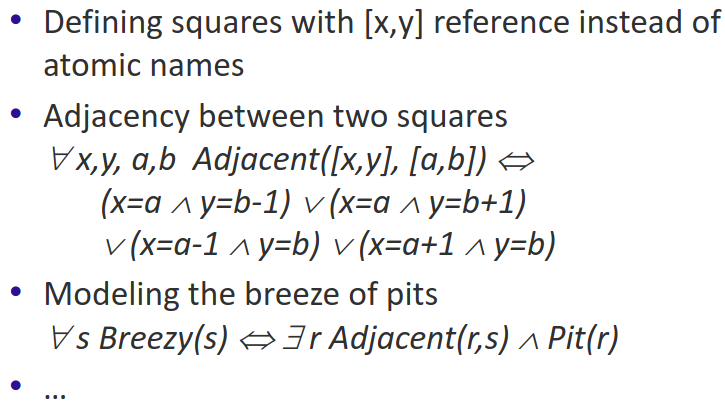 • Defining squares with [x,y] reference instead of
atomic names
• Adjacency between two squares
∀ x,y, a,b Adjacent([x,y], [a,b]) ⇔
(x=a ∧ y=b-1) ∨ (x=a ∧ y=b+1)
∨ (x=a-1 ∧ y=b) ∨ (x=a+1 ∧ y=b)
• Modeling the breeze of pits
∀ s Breezy(s) ⇔ ∃ r Adjacent(r,s) ∧ Pit(r)
• ...